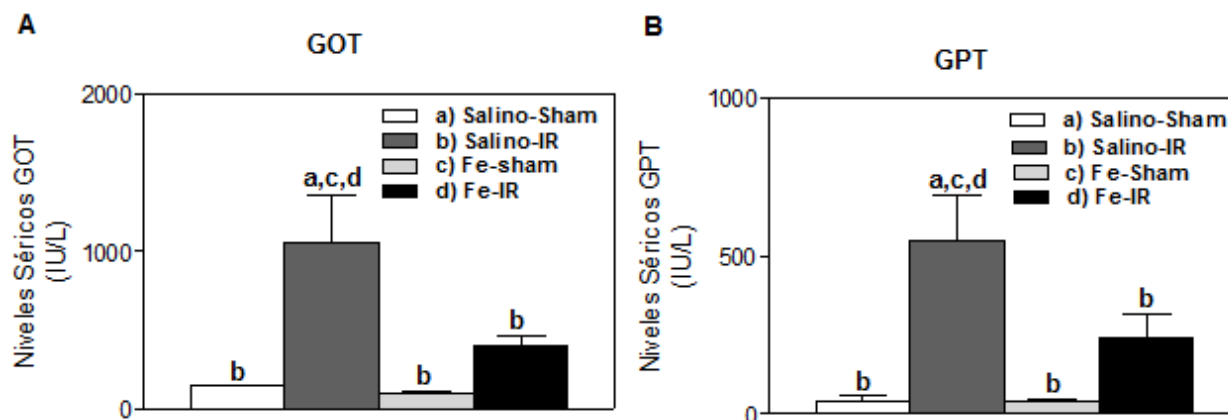 A
GOT
Niveles Séricos GOT
(IU/L)
2000
1000
0
a) Salino-Sham
b) Salino-IR
c) Fe-sham
d) Fe-IR
b
a,c,d
b
b
B
GPT
Niveles Séricos GPT
(IU/L)
1000
500
0
a) Salino-Sham
b) Salino-IR
c) Fe-Sham
d) Fe-IR
b
a,c,d
b
b